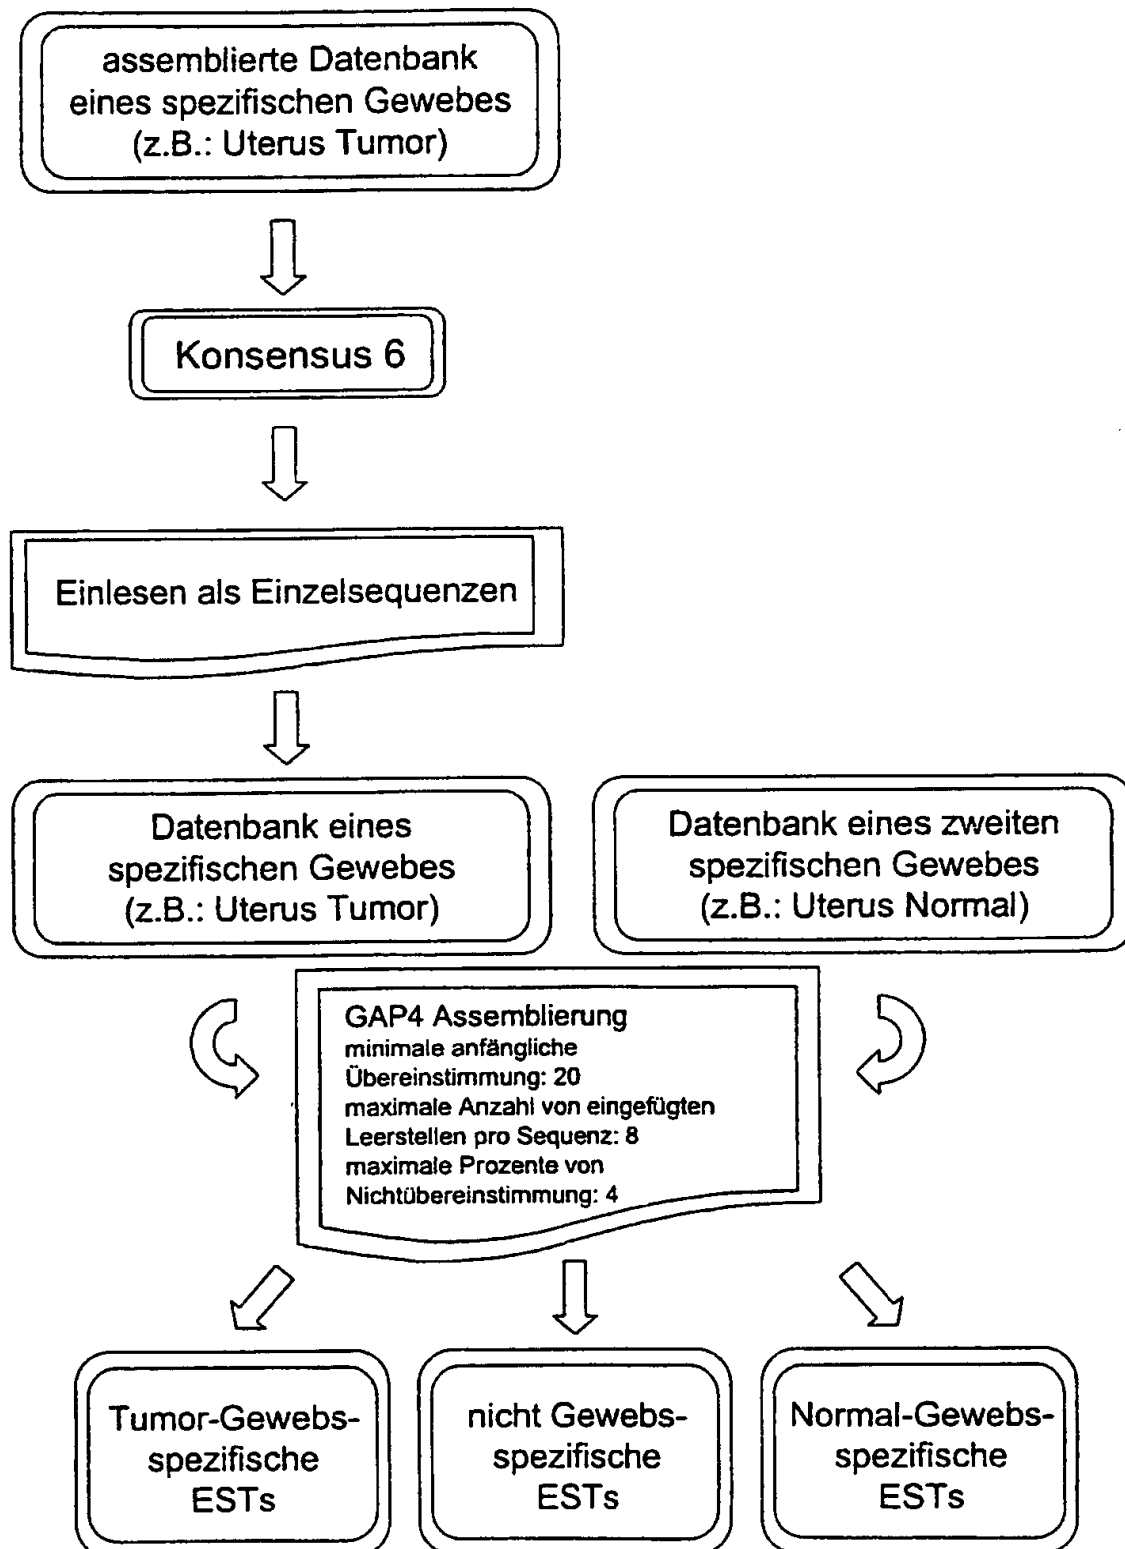 assemblierte Datenbank
eines spezifischen Gewebes
(z.B.: Uterus Tumor)
Konsensus 6
Einlesen als Einzelsequenzen
Datenbank eines
spezifischen Gewebes
(z.B.: Uterus Tumor)
Datenbank eines zweiten
spezifischen Gewebes
(z.B.: Uterus Normal)
GAP4 Assemblierung
minimale anfängliche
Übereinstimmung: 20
maximale Anzahl von eingefügten
Leerstellen pro Sequenz: 8
maximale Prozente von
Nichtübereinstimmung: 4
Tumor-Gewebs-
spezifische
ESTs
nicht Gewebs-
spezifische
ESTs
Normal-Gewebs-
spezifische
ESTs